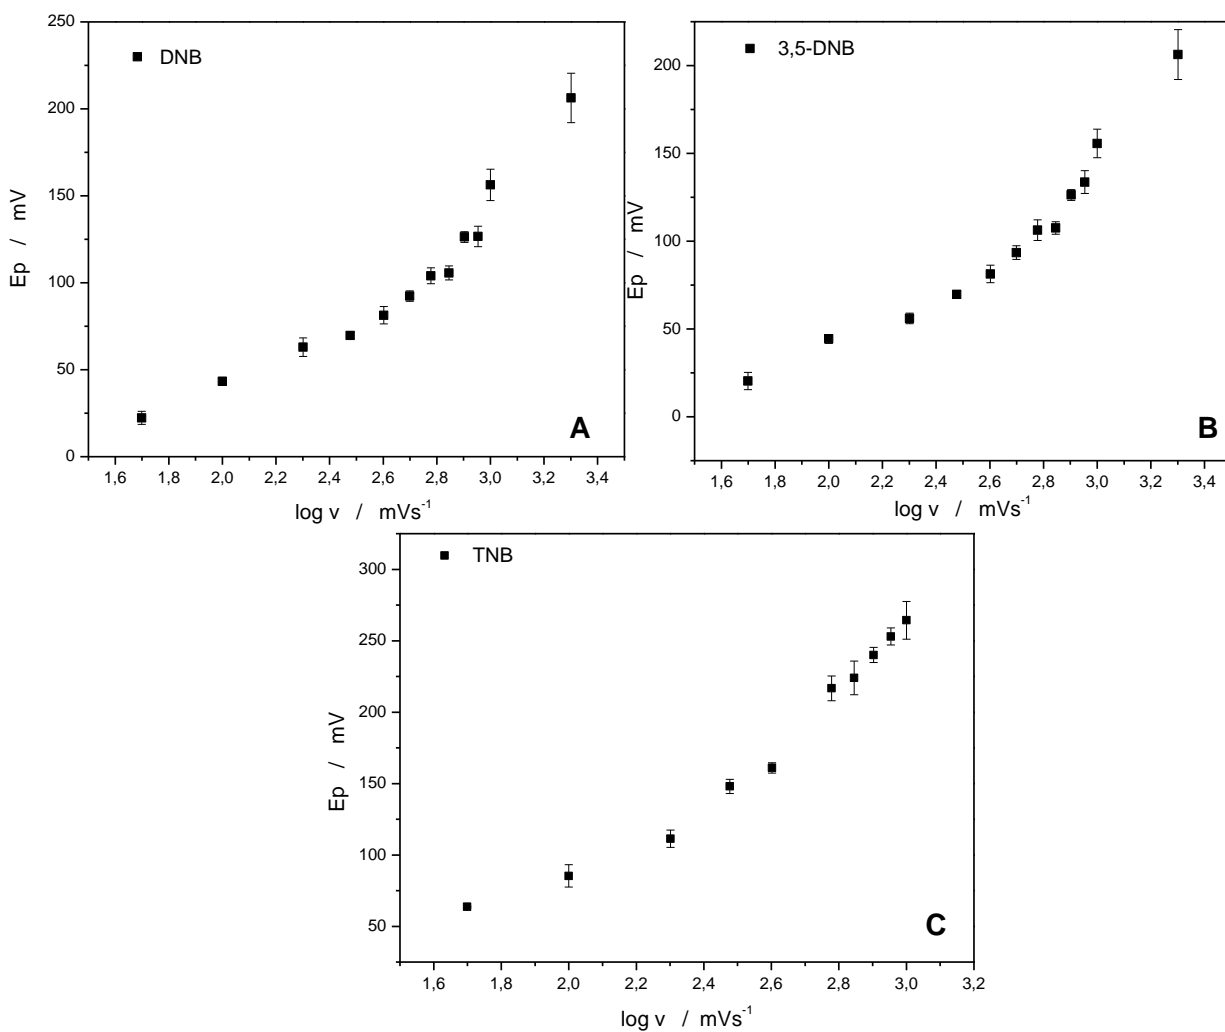 DNB
250
200
150
100
50
0
Ep / mV
A
1,6 1,8 2,0 2,2 2,4 2,6 2,8 3,0 3,2 3,4
log v / mVs⁻¹
3,5-DNB
200
150
100
50
0
Ep / mV
B
1,6 1,8 2,0 2,2 2,4 2,6 2,8 3,0 3,2
log v / mVs⁻¹
TNB
300
250
200
150
100
50
Ep / mV
C
1,6 1,8 2,0 2,2 2,4 2,6 2,8 3,0 3,2
log v / mVs⁻¹